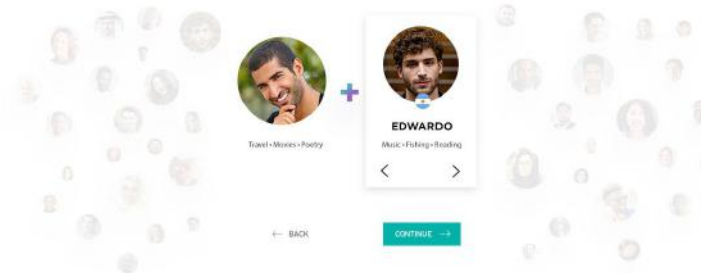 EDWARDO
Travel • Movies • Poetry
Music • Fishing • Reading
← BACK
CONTINUE →